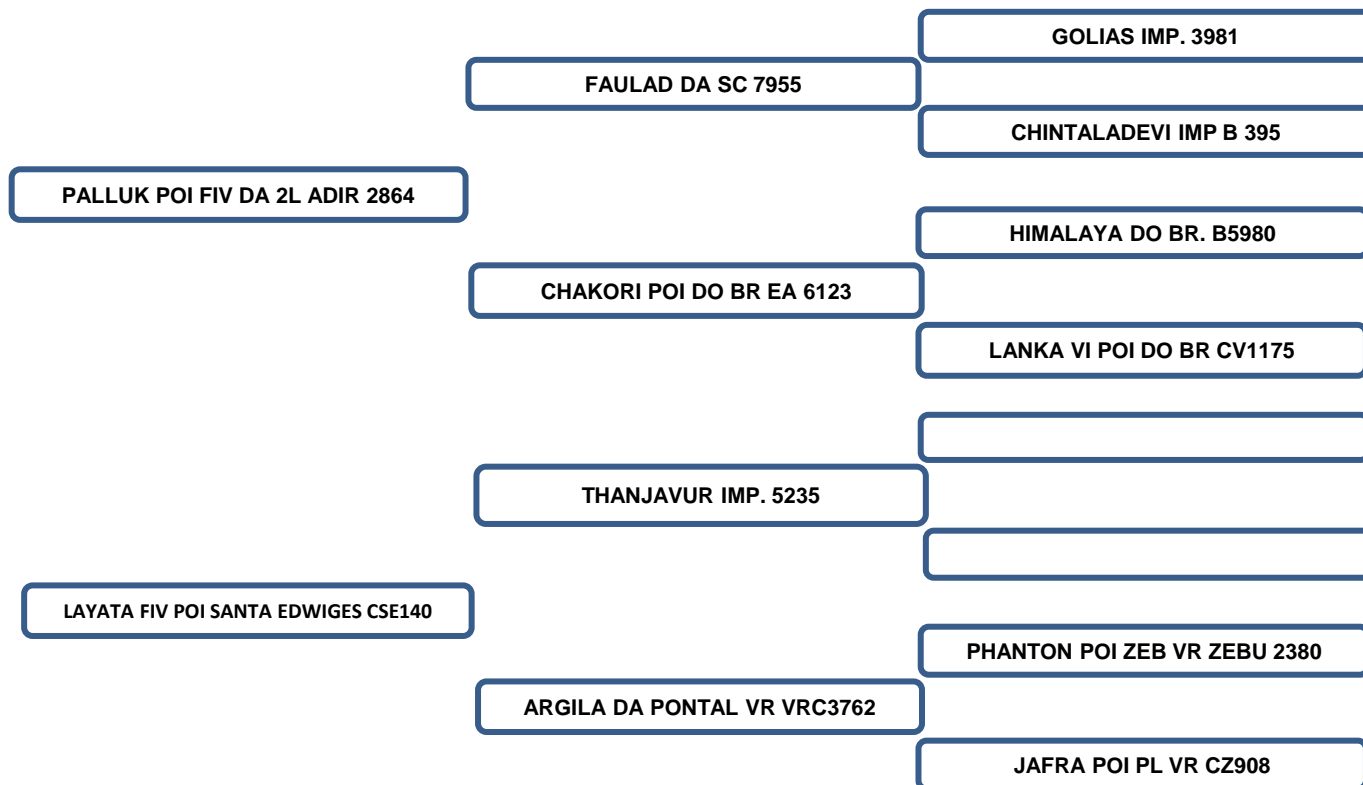 GOLIAS IMP. 3981
FAULAD DA SC 7955
CHINTALADEVI IMP B 395
PALLUK POI FIV DA 2L ADIR 2864
HIMALAYA DO BR. B5980
CHAKORI POI DO BR EA 6123
LANKA VI POI DO BR CV1175
THANJAVUR IMP. 5235
LAYATA FIV POI SANTA EDWIGES CSE140
PHANTON POI ZEB VR ZEBU 2380
ARGILA DA PONTAL VR VRC3762
JAFRA POI PL VR CZ908